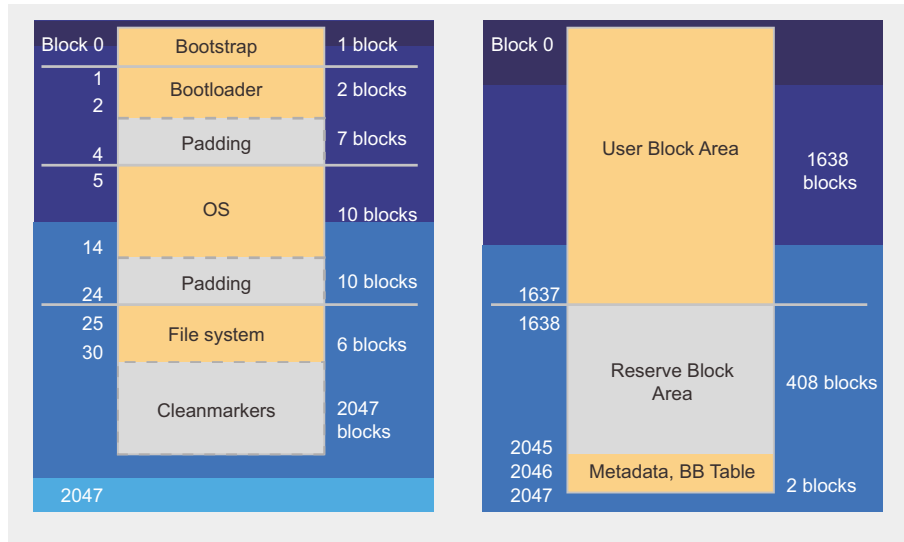 Block 0
Bootstrap
1 block
1
Bootloader
2 blocks
2
Padding
7 blocks
4
5
OS
10 blocks
14
Padding
10 blocks
24
25
File system
6 blocks
30
Cleanmarkers
2047
blocks
2047
Block 0
User Block Area
1638
blocks
1637
1638
Reserve Block
Area
408 blocks
2045
2046
Metadata, BB Table
2 blocks
2047